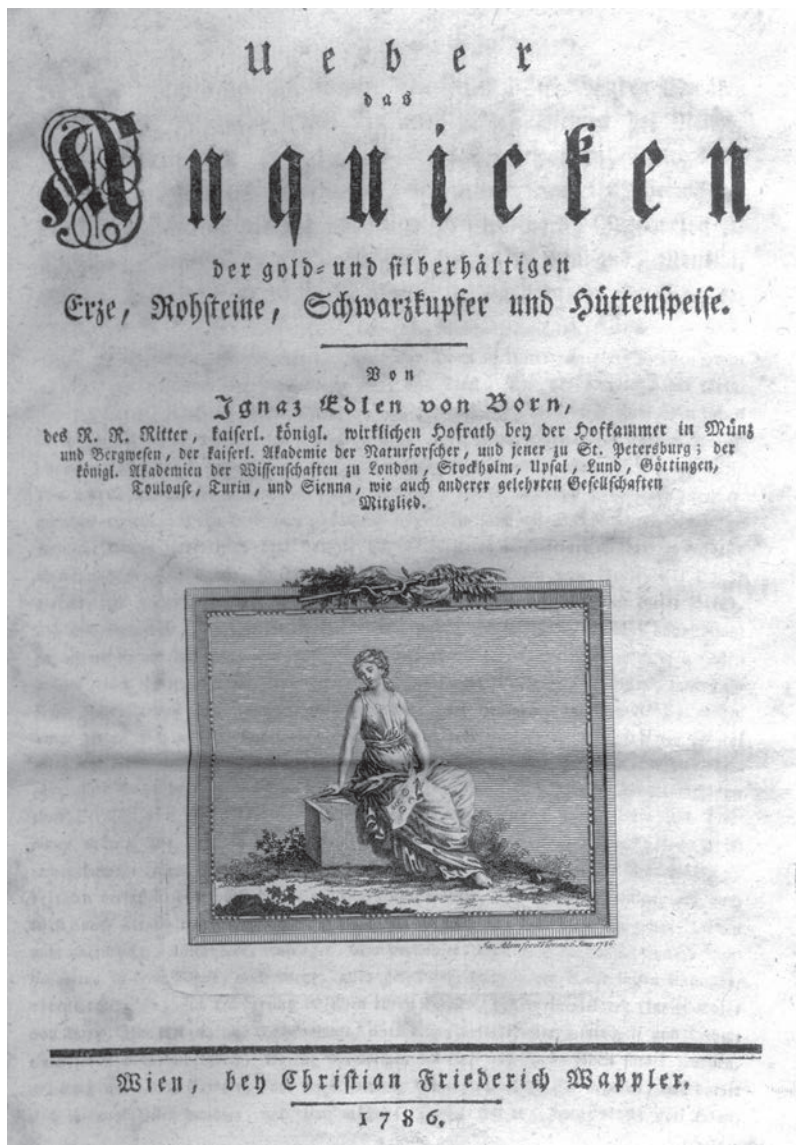 Ueber
das
Anquicken
der gold- und silberhältigen
Erze, Rohsteine, Schwarzkupfer und Hüttenspeise.
Von
Ignaz Edlen von Born,
des R. R. Ritter, kaiserl. königl. wirklichen Hofrath bey der Hofkammer in Münz
und Bergwesen, der kaiserl. Akademie der Naturforscher, und jener zu St. Petersburg; der
königl. Akademien der Wissenschaften zu London, Stockholm, Upsal, Lund, Göttingen,
Toulouse, Turin, und Sienna, wie auch anderer gelehrten Gesellschaften
Mitglied.
Wien, bey Christian Friederich Wappler.
1786.